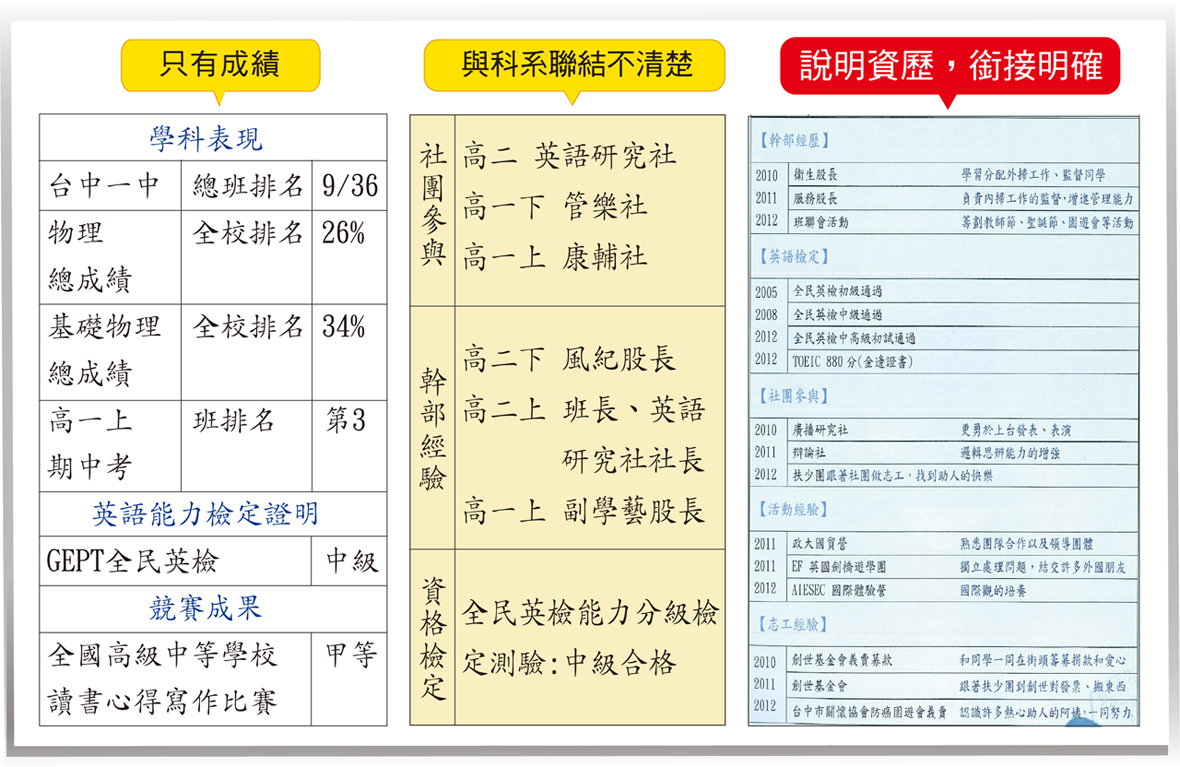 只有成績
學科表現
台中一中 總班排名 9/36
物理 全校排名 26%
總成績
基礎物理 全校排名 34%
總成績
高一上 班排名 第3
期中考
英語能力檢定證明
GEPT全民英檢 中級
競賽成果
全國高級中等學校 甲等
讀書心得寫作比賽
與科系聯結不清楚
社團參與
高二 英語研究社
高一下 管樂社
高一上 康輔社
幹部經驗
高二下 風紀股長
高二上 班長、英語
研究社社長
高一上 副學藝股長
資格檢定
全民英檢能力分級檢
定測驗:中級合格
說明資歷，銜接明確
【幹部經歷】
2010 衛生股長 學習分配外掃工作、監督同學
2011 服務股長 負責內掃工作的監督,增進管理能力
2012 班聯會活動 籌劃教師節、聖誕節、園遊會等活動
【英語檢定】
2005 全民英檢初級通過
2008 全民英檢中級通過
2012 全民英檢中高級初試通過
2012 TOEIC 880 分(金邊證書)
【社團參與】
2010 廣播研究社 更勇於上台發表、表演
2011 辯論社 邏輯思辨能力的增強
2012 扶少團跟著社團做志工，找到助人的快樂
【活動經驗】
2011 政大國貿營 熟悉團隊合作以及領導團體
2011 EF 英國劍橋遊學團 獨立處理問題，結交許多外國朋友
2012 AIESEC 國際體驗營 國際觀的培養
【志工經驗】
2010 創世基金會義賣募款 和同學一同在街頭籌募捐款和愛心
2011 創世基金會 跟著扶少團到創世對發票、搬東西
2012 台中市關懷協會防癌園遊會義賣 認識許多熱心助人的阿姨,一同努力